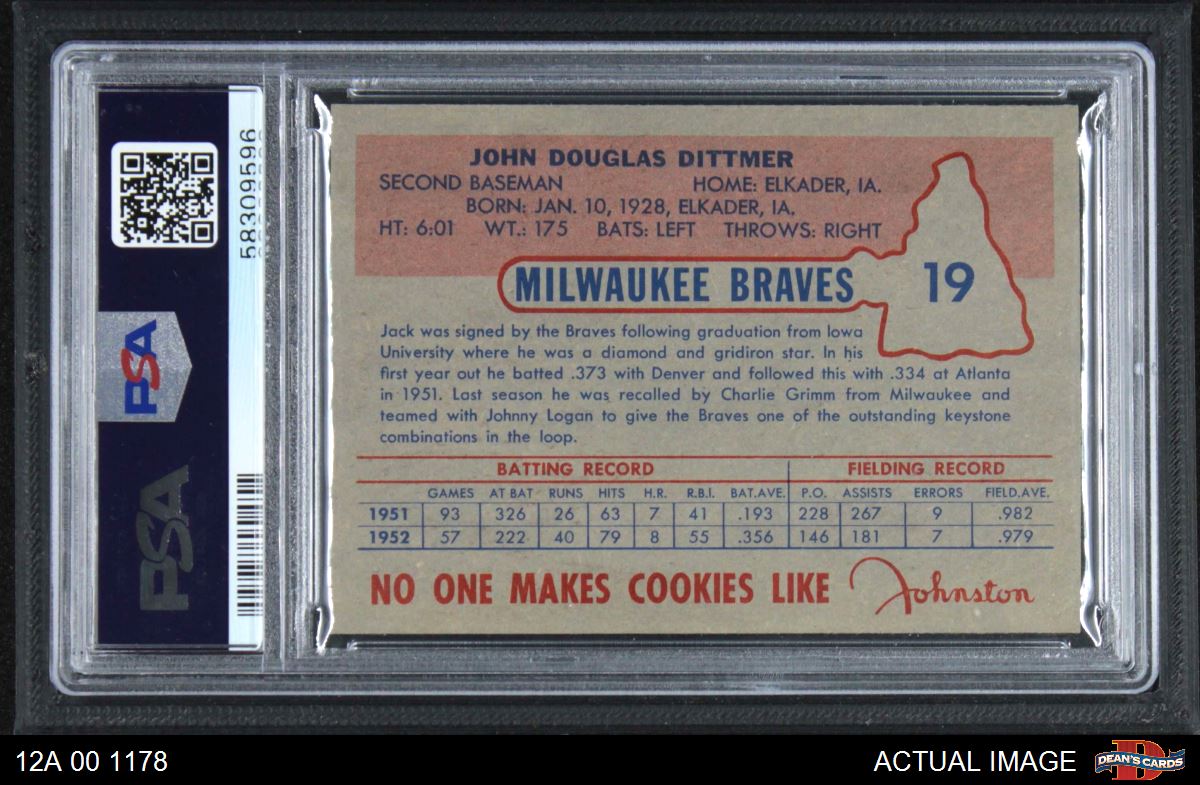 58309596
PSA
PSA
JOHN DOUGLAS DITTMER
SECOND BASEMAN HOME: ELKADER, IA.
BORN: JAN. 10, 1928, ELKADER, IA.
HT: 6:01 WT.: 175 BATS: LEFT THROWS: RIGHT
MILWAUKEE BRAVES 19
Jack was signed by the Braves following graduation from Iowa
University where he was a diamond and gridiron star. In his
first year out he batted .373 with Denver and followed this with .334 at Atlanta
in 1951. Last season he was recalled by Charlie Grimm from Milwaukee and
teamed with Johnny Logan to give the Braves one of the outstanding keystone
combinations in the loop.
BATTING RECORD FIELDING RECORD
GAMES AT BAT RUNS HITS H.R. R.B.I. BAT.AVE. P.O. ASSISTS ERRORS FIELD.AVE.
1951 93 326 26 63 7 41 .193 228 267 9 .982
1952 57 222 40 79 8 55 .356 146 181 7 .979
NO ONE MAKES COOKIES LIKE Johnston
12A 00 1178 ACTUAL IMAGE DEAN'S CARDS